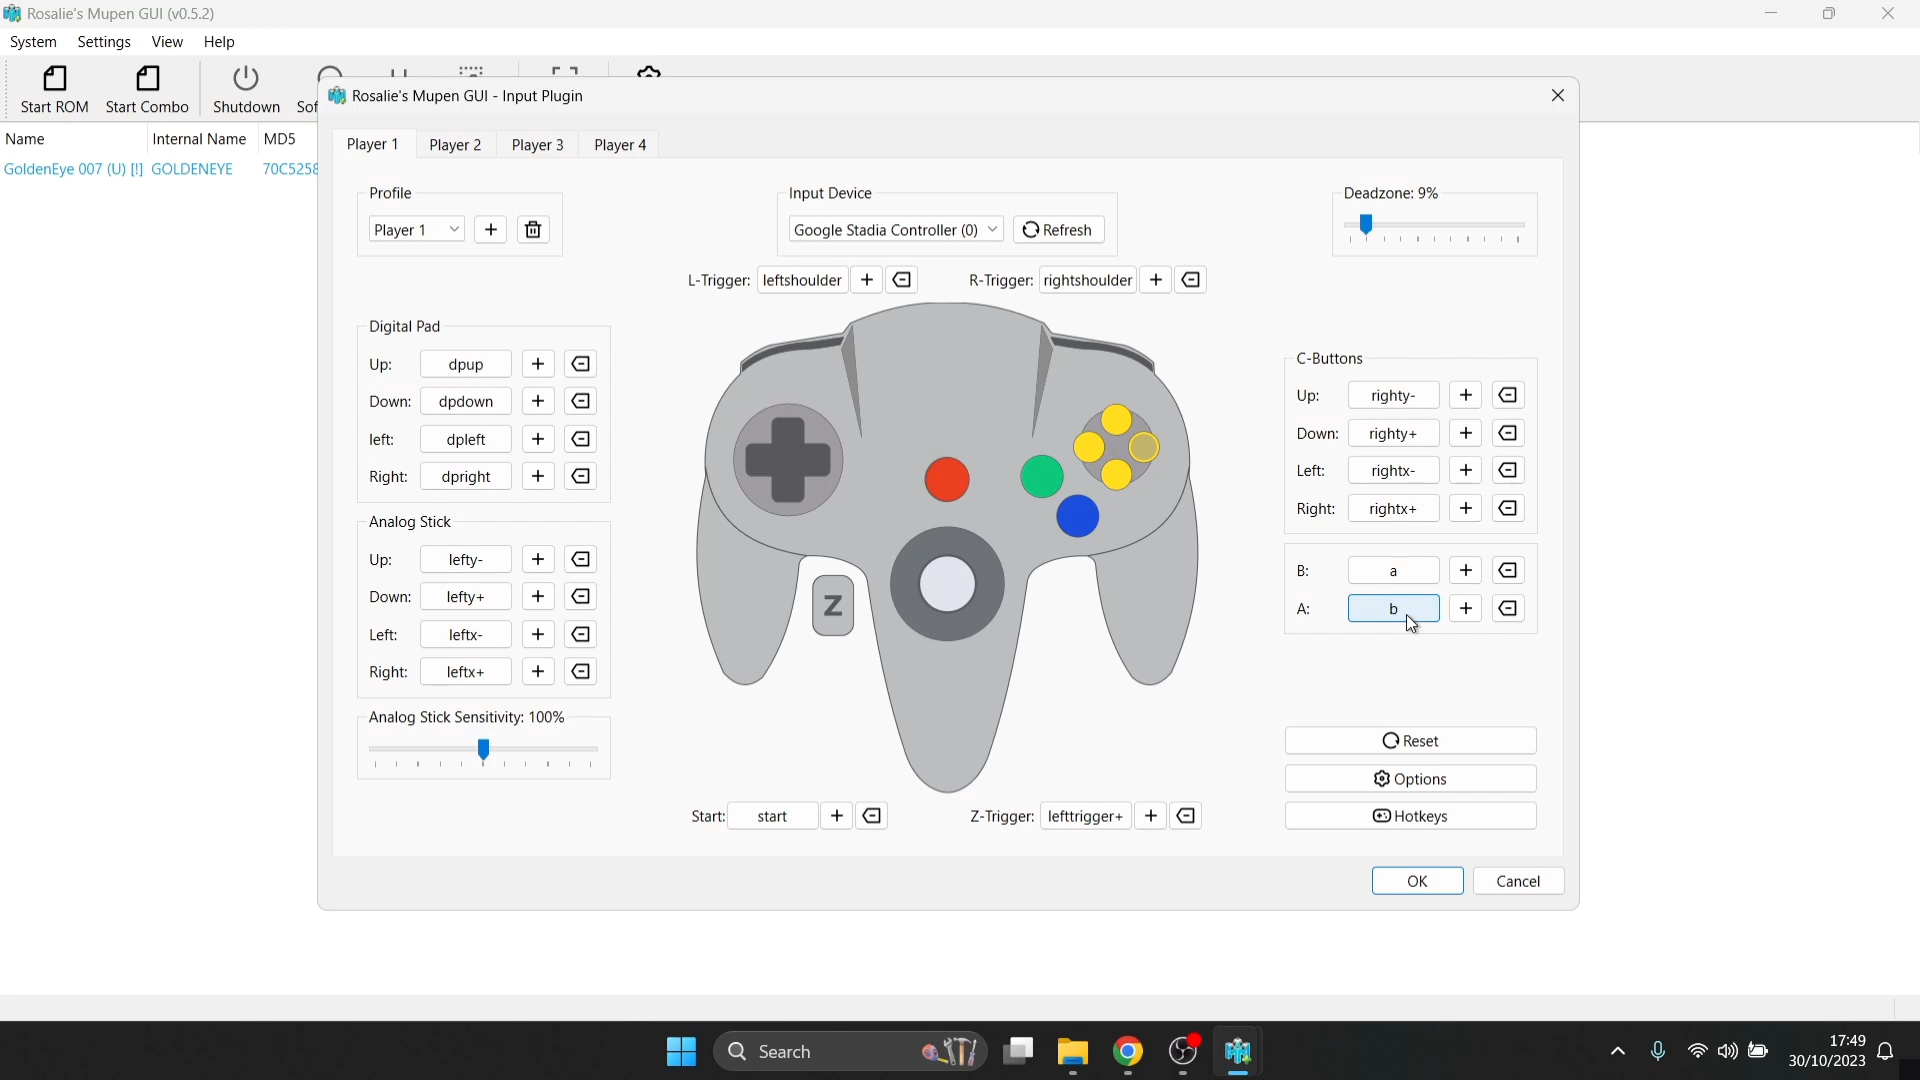 Rosalie's Mupen GUI (v0.5.2)
System Settings View Help
Start ROM Start Combo Shutdown Sof
Rosalie's Mupen GUI - Input Plugin
Name Internal Name MD5
GoldenEye 007 (U) [!] GOLDENEYE 70C5258
Player 1 Player 2 Player 3 Player 4
Profile
Player 1
Input Device
Google Stadia Controller (0) Refresh
Deadzone: 9%
L-Trigger: leftshoulder R-Trigger: rightshoulder
Digital Pad
Up: dpup
Down: dpdown
left: dpleft
Right: dpright
Analog Stick
Up: lefty-
Down: lefty+
Left: leftx-
Right: leftx+
Analog Stick Sensitivity: 100%
Z
C-Buttons
Up: righty-
Down: righty+
Left: rightx-
Right: rightx+
B: a
A: b
Reset
Options
Hotkeys
Start: start Z-Trigger: lefttrigger+
OK Cancel
Search
17:49
30/10/2023